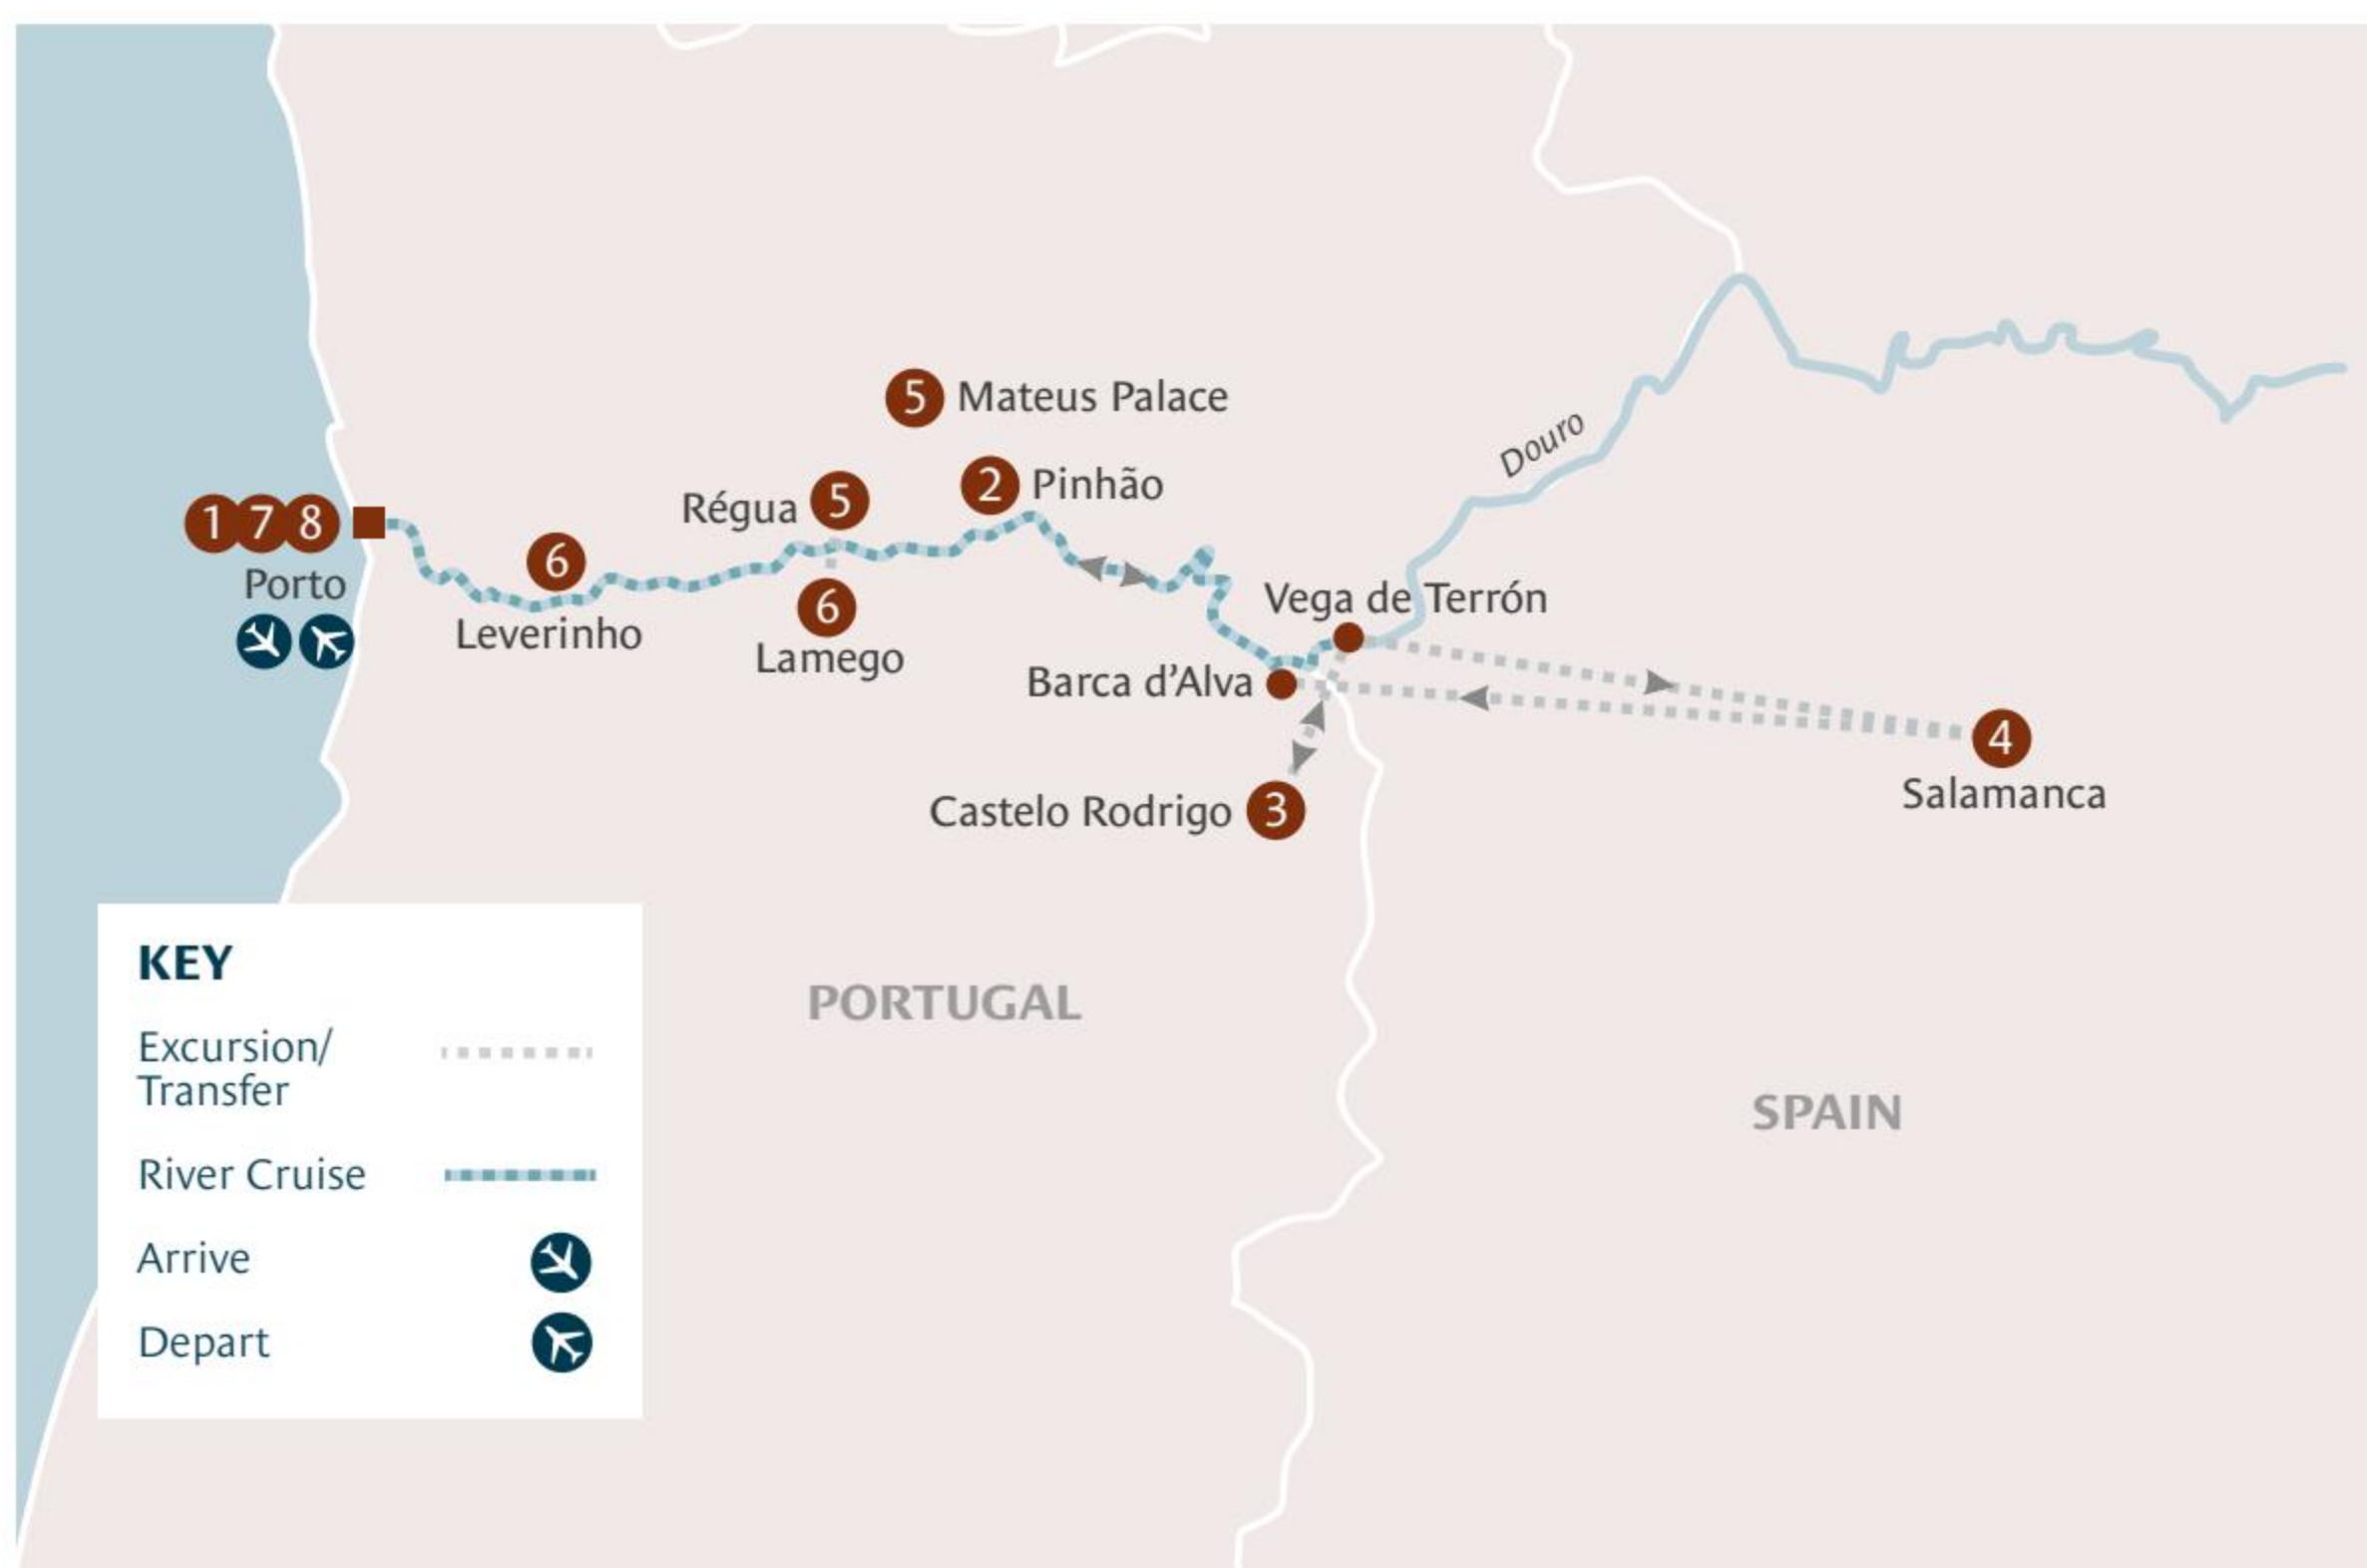 5 Mateus Palace
2 Pinhão
Régua 5
Douro
1 7 8
Porto
6
Leverinho
6
Lamego
Vega de Terrón
Barca d’Alva
4
Salamanca
Castelo Rodrigo 3
PORTUGAL
SPAIN
KEY
Excursion/
Transfer
River Cruise
Arrive
Depart